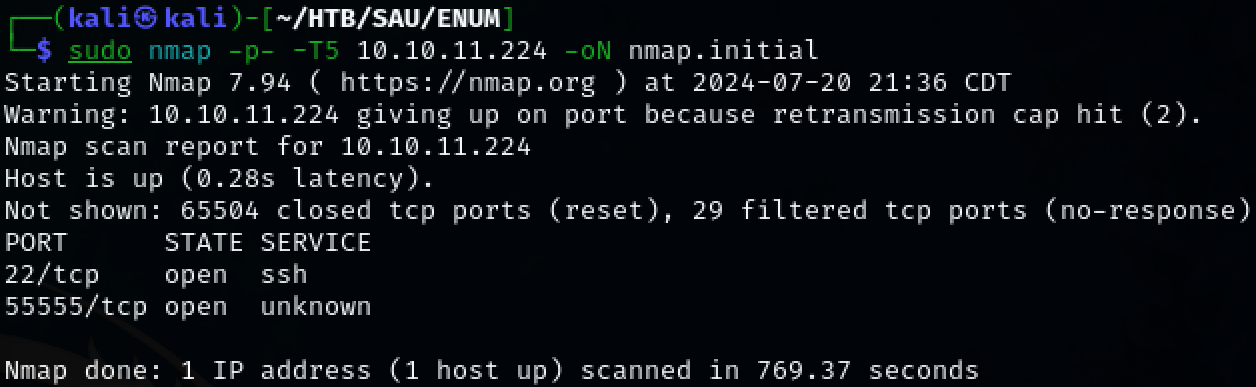 ┌──(kali㉿kali)-[~/HTB/SAU/ENUM]
└─$ sudo nmap -p- -T5 10.10.11.224 -oN nmap.initial
Starting Nmap 7.94 ( https://nmap.org ) at 2024-07-20 21:36 CDT
Warning: 10.10.11.224 giving up on port because retransmission cap hit (2).
Nmap scan report for 10.10.11.224
Host is up (0.28s latency).
Not shown: 65504 closed tcp ports (reset), 29 filtered tcp ports (no-response)
PORT      STATE SERVICE
22/tcp    open  ssh
55555/tcp open  unknown
Nmap done: 1 IP address (1 host up) scanned in 769.37 seconds